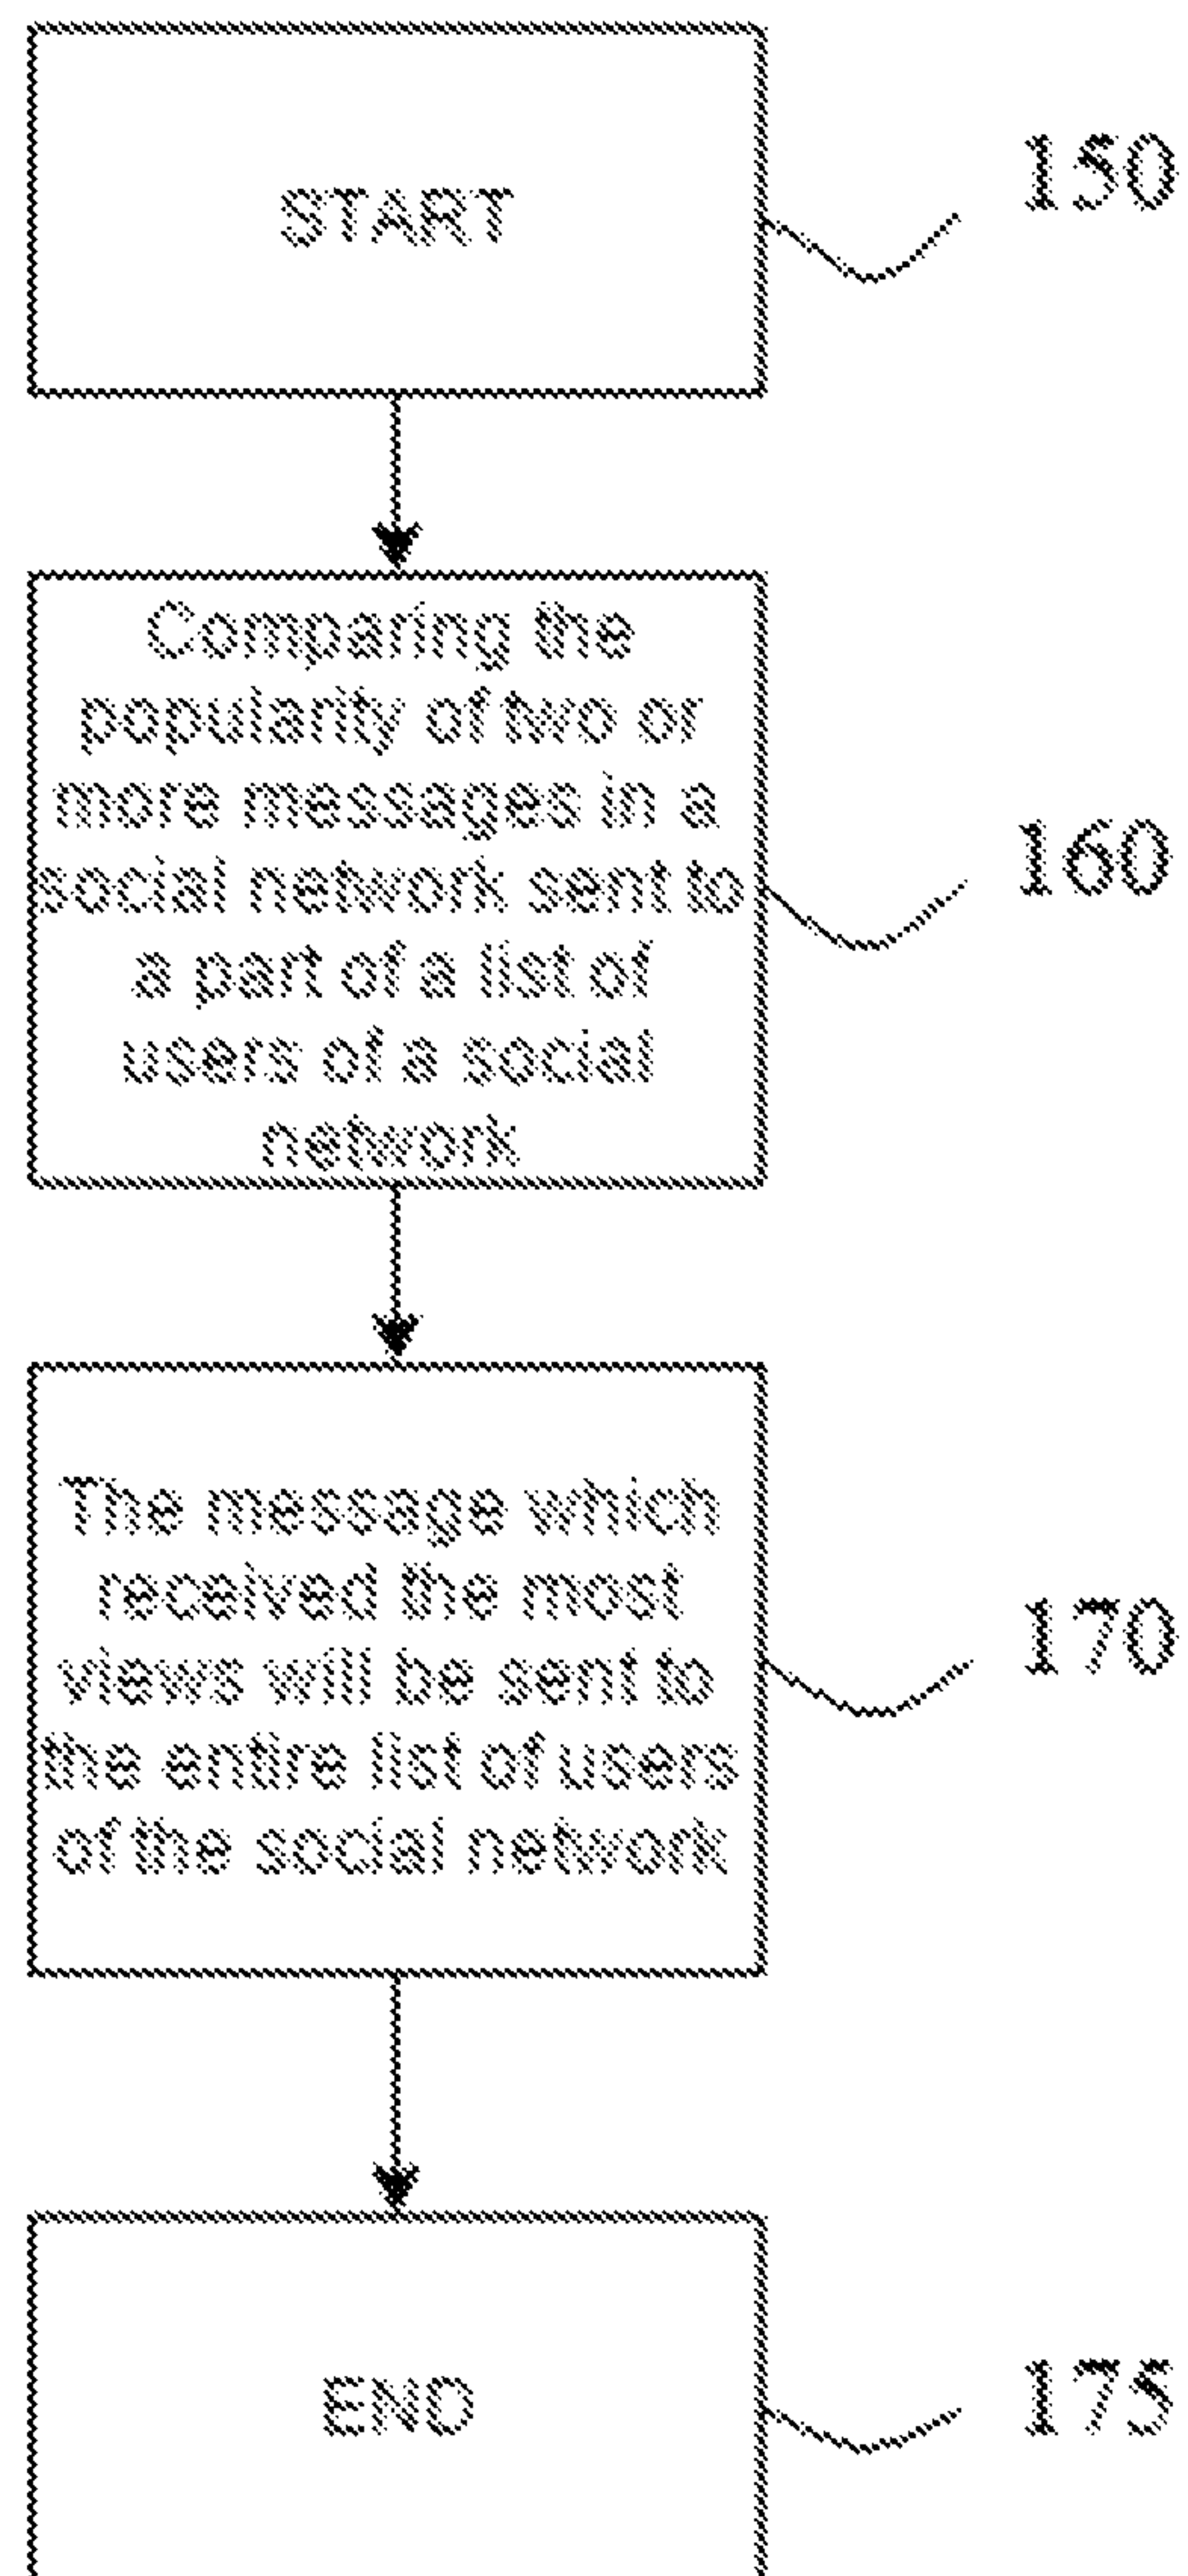 START
150
Comparing the
popularity of two or
more messages in a
social network sent to
a part of a list of
users of a social
network
160
The message which
received the most
views will be sent to
the entire list of users
of the social network
170
END
175